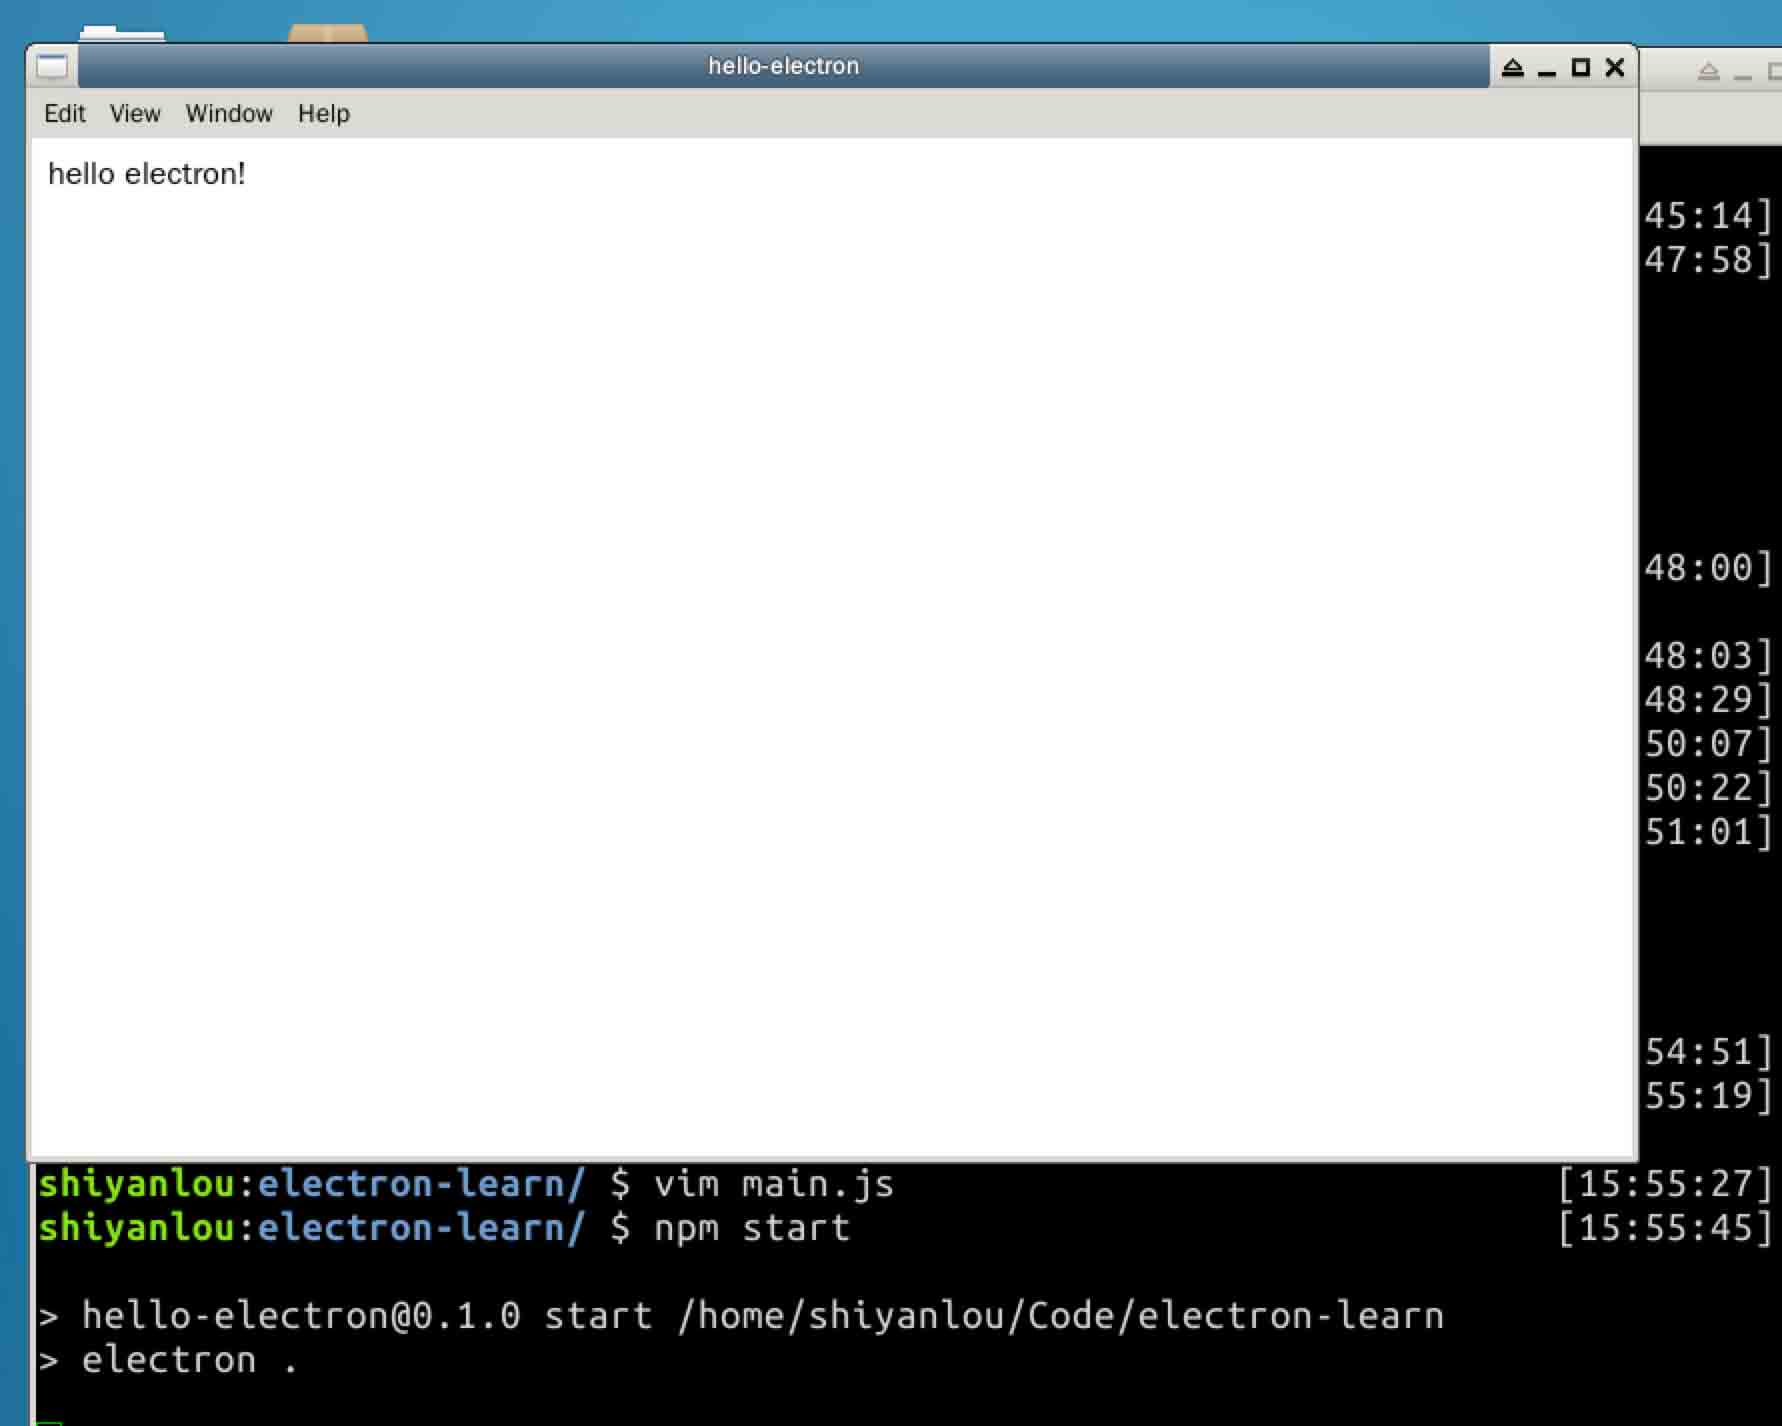 hello-electron
Edit View Window Help
hello electron!
45:14]
47:58]
48:00]
48:03]
48:29]
50:07]
50:22]
51:01]
54:51]
55:19]
shiyanlou:electron-learn/ $ vim main.js [15:55:27]
shiyanlou:electron-learn/ $ npm start [15:55:45]
> hello-electron@0.1.0 start /home/shiyanlou/Code/electron-learn
> electron .